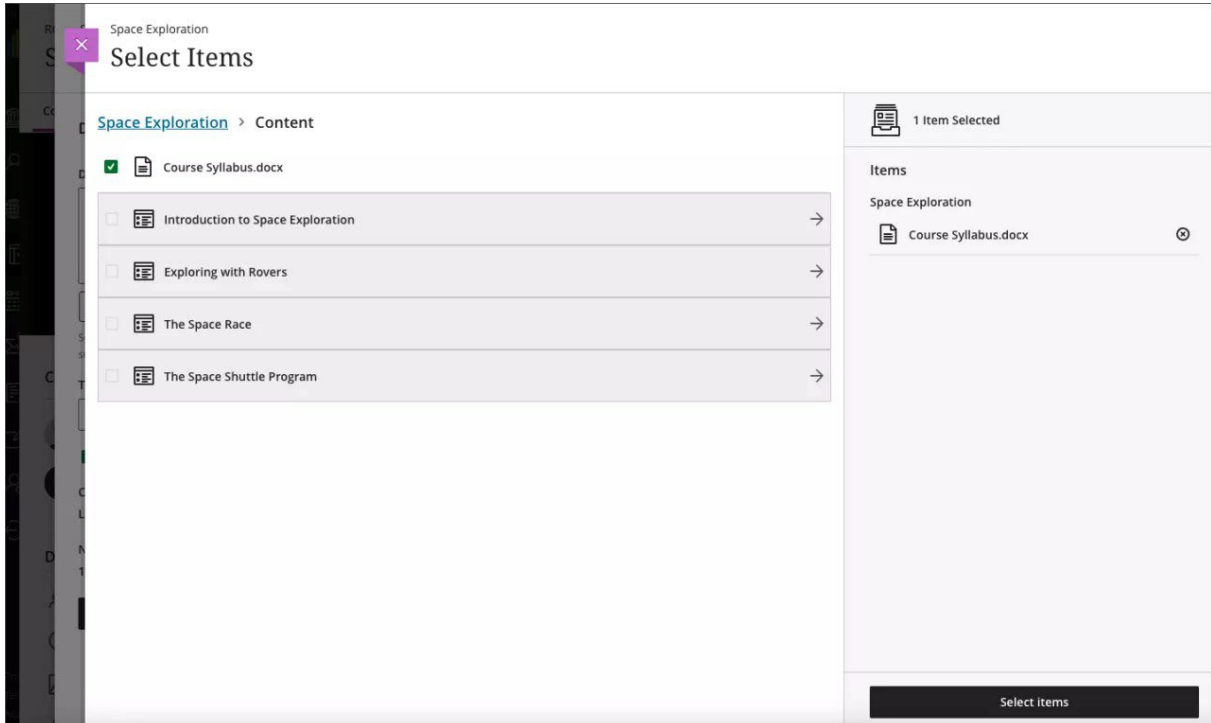 Space Exploration
Select Items
Space Exploration > Content
Course Syllabus.docx
Introduction to Space Exploration
Exploring with Rovers
The Space Race
The Space Shuttle Program
1 Item Selected
Items
Space Exploration
Course Syllabus.docx
Select items